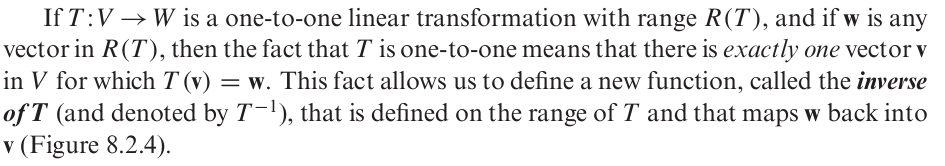 If T : V → W is a one-to-one linear transformation with range R(T), and if w is any
vector in R(T), then the fact that T is one-to-one means that there is exactly one vector v
in V for which T(v) = w. This fact allows us to define a new function, called the inverse
of T (and denoted by T⁻¹), that is defined on the range of T and that maps w back into
v (Figure 8.2.4).